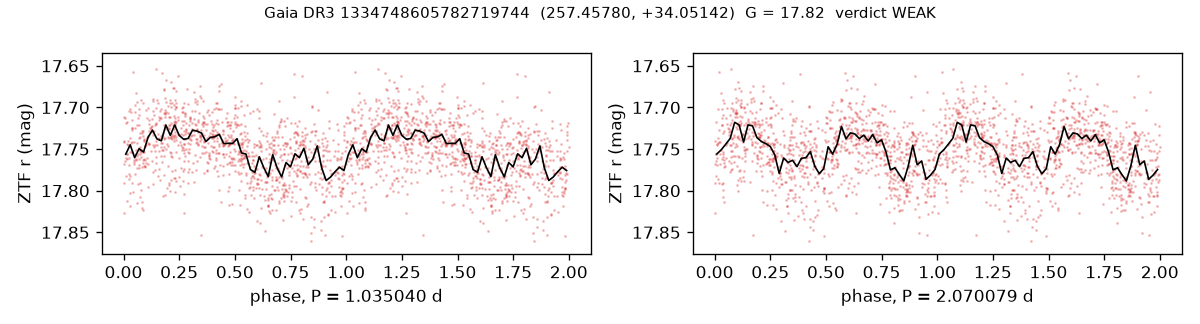 Gaia DR3 1334748605782719744  (257.45780, +34.05142)  G = 17.82  verdict WEAK
ZTF r (mag)
17.65
17.70
17.75
17.80
17.85
0.00 0.25 0.50 0.75 1.00 1.25 1.50 1.75 2.00
phase, P = 1.035040 d
ZTF r (mag)
17.65
17.70
17.75
17.80
17.85
0.00 0.25 0.50 0.75 1.00 1.25 1.50 1.75 2.00
phase, P = 2.070079 d